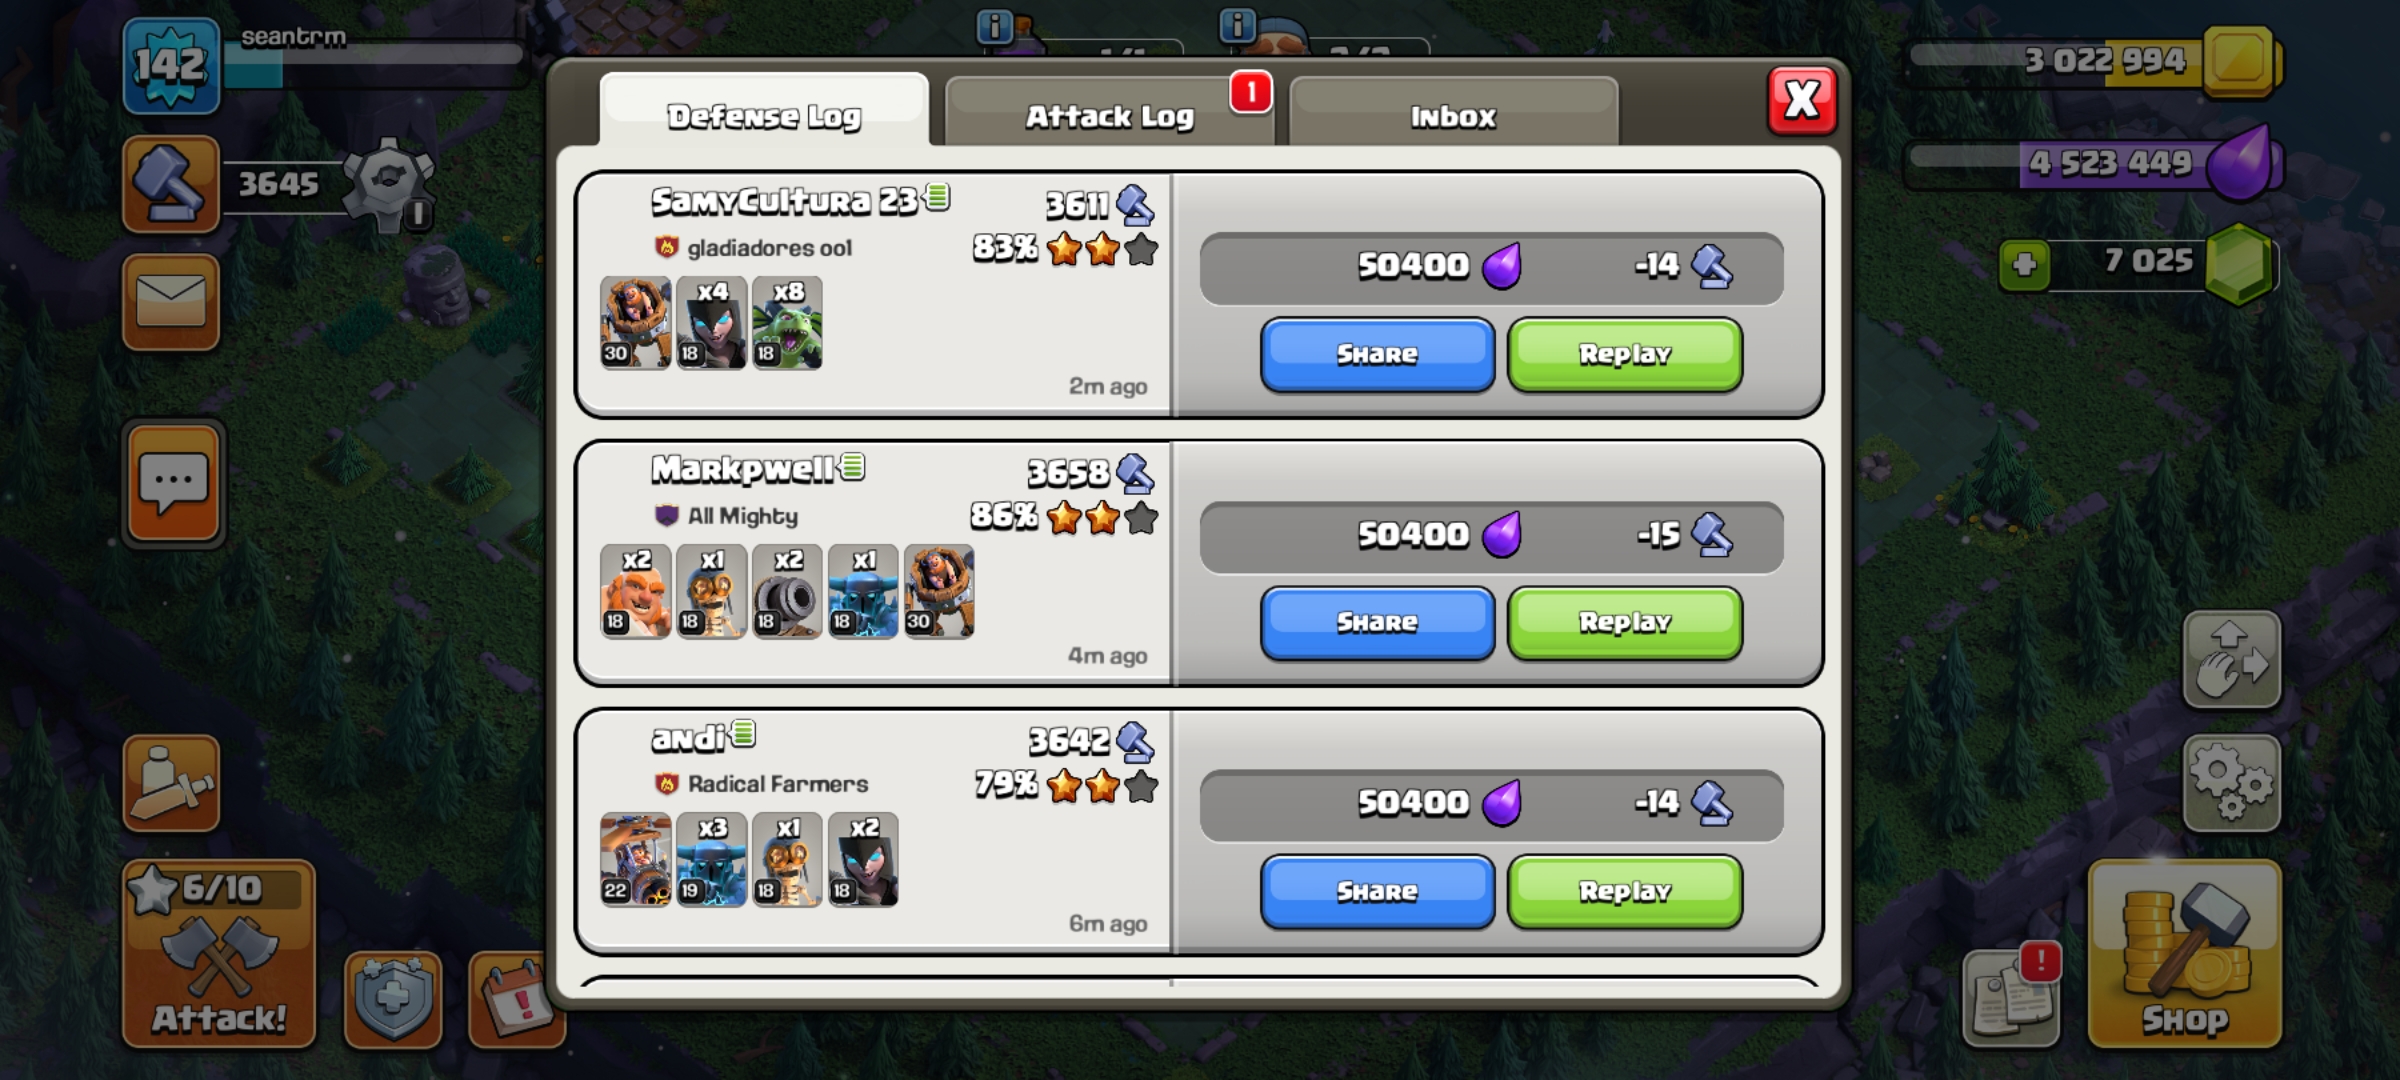 142
seantrm
3645
1
3 022 994
4 523 449
7 025
Defense Log
Attack Log
1
Inbox
X
SamyCultura 23
3611
gladiadores oo1
83%
x4
x8
30
18
18
2m ago
50400
-14
Share
Replay
Markpwell
3658
All Mighty
86%
x2
x1
x2
x1
18
18
18
18
30
4m ago
50400
-15
Share
Replay
andi
3642
Radical Farmers
79%
x3
x1
x2
22
19
18
18
6m ago
50400
-14
Share
Replay
6/10
Attack!
Shop